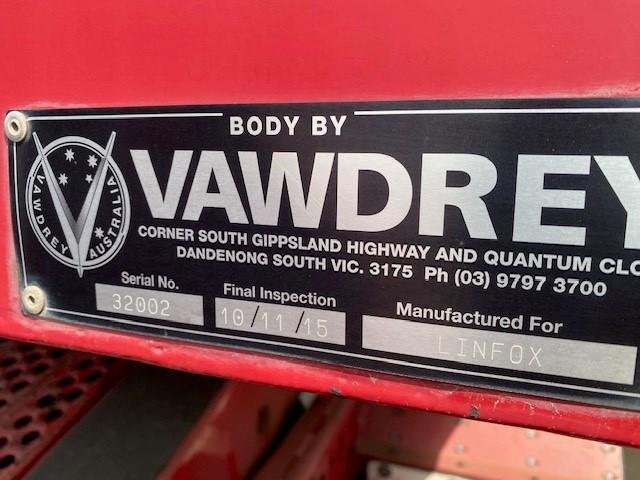 BODY BY
VAWDREY
VAWDREY AUSTRALIA
CORNER SOUTH GIPPSLAND HIGHWAY AND QUANTUM CLO
DANDENONG SOUTH VIC. 3175 Ph (03) 9797 3700
Serial No. Final Inspection Manufactured For
32002 10/11/15 LINFOX